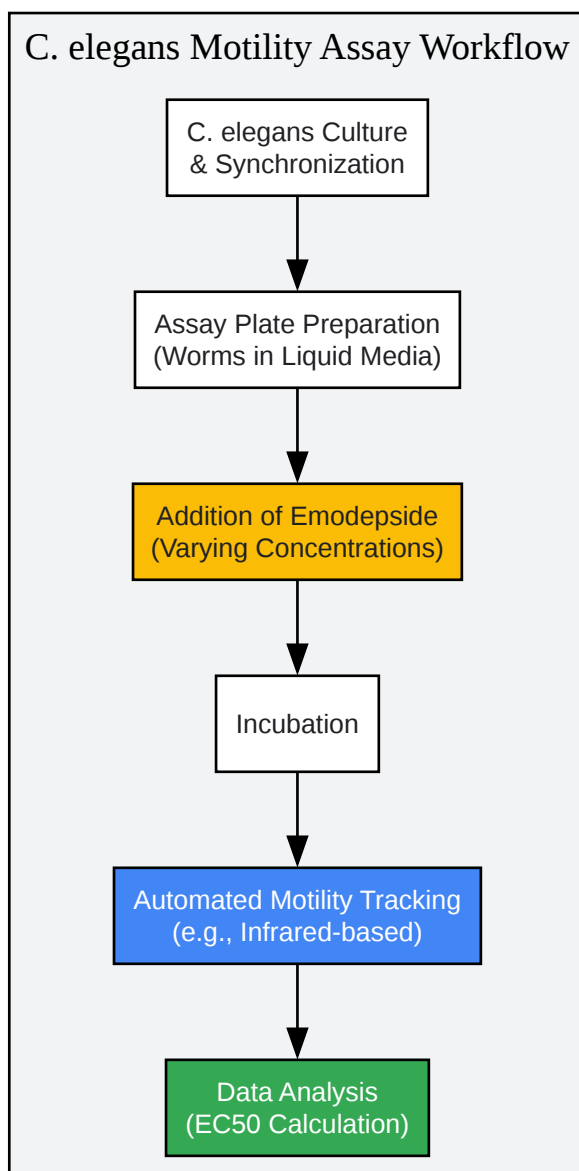 C. elegans Motility Assay Workflow
C. elegans Culture
& Synchronization
Assay Plate Preparation
(Worms in Liquid Media)
Addition of Emodepside
(Varying Concentrations)
Incubation
Automated Motility Tracking
(e.g., Infrared-based)
Data Analysis
(EC50 Calculation)